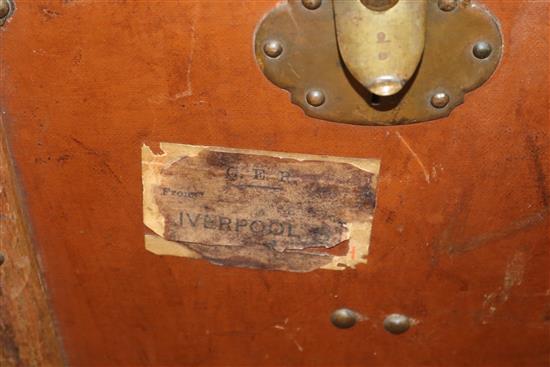 G. E. R.
From
IVERPOOL